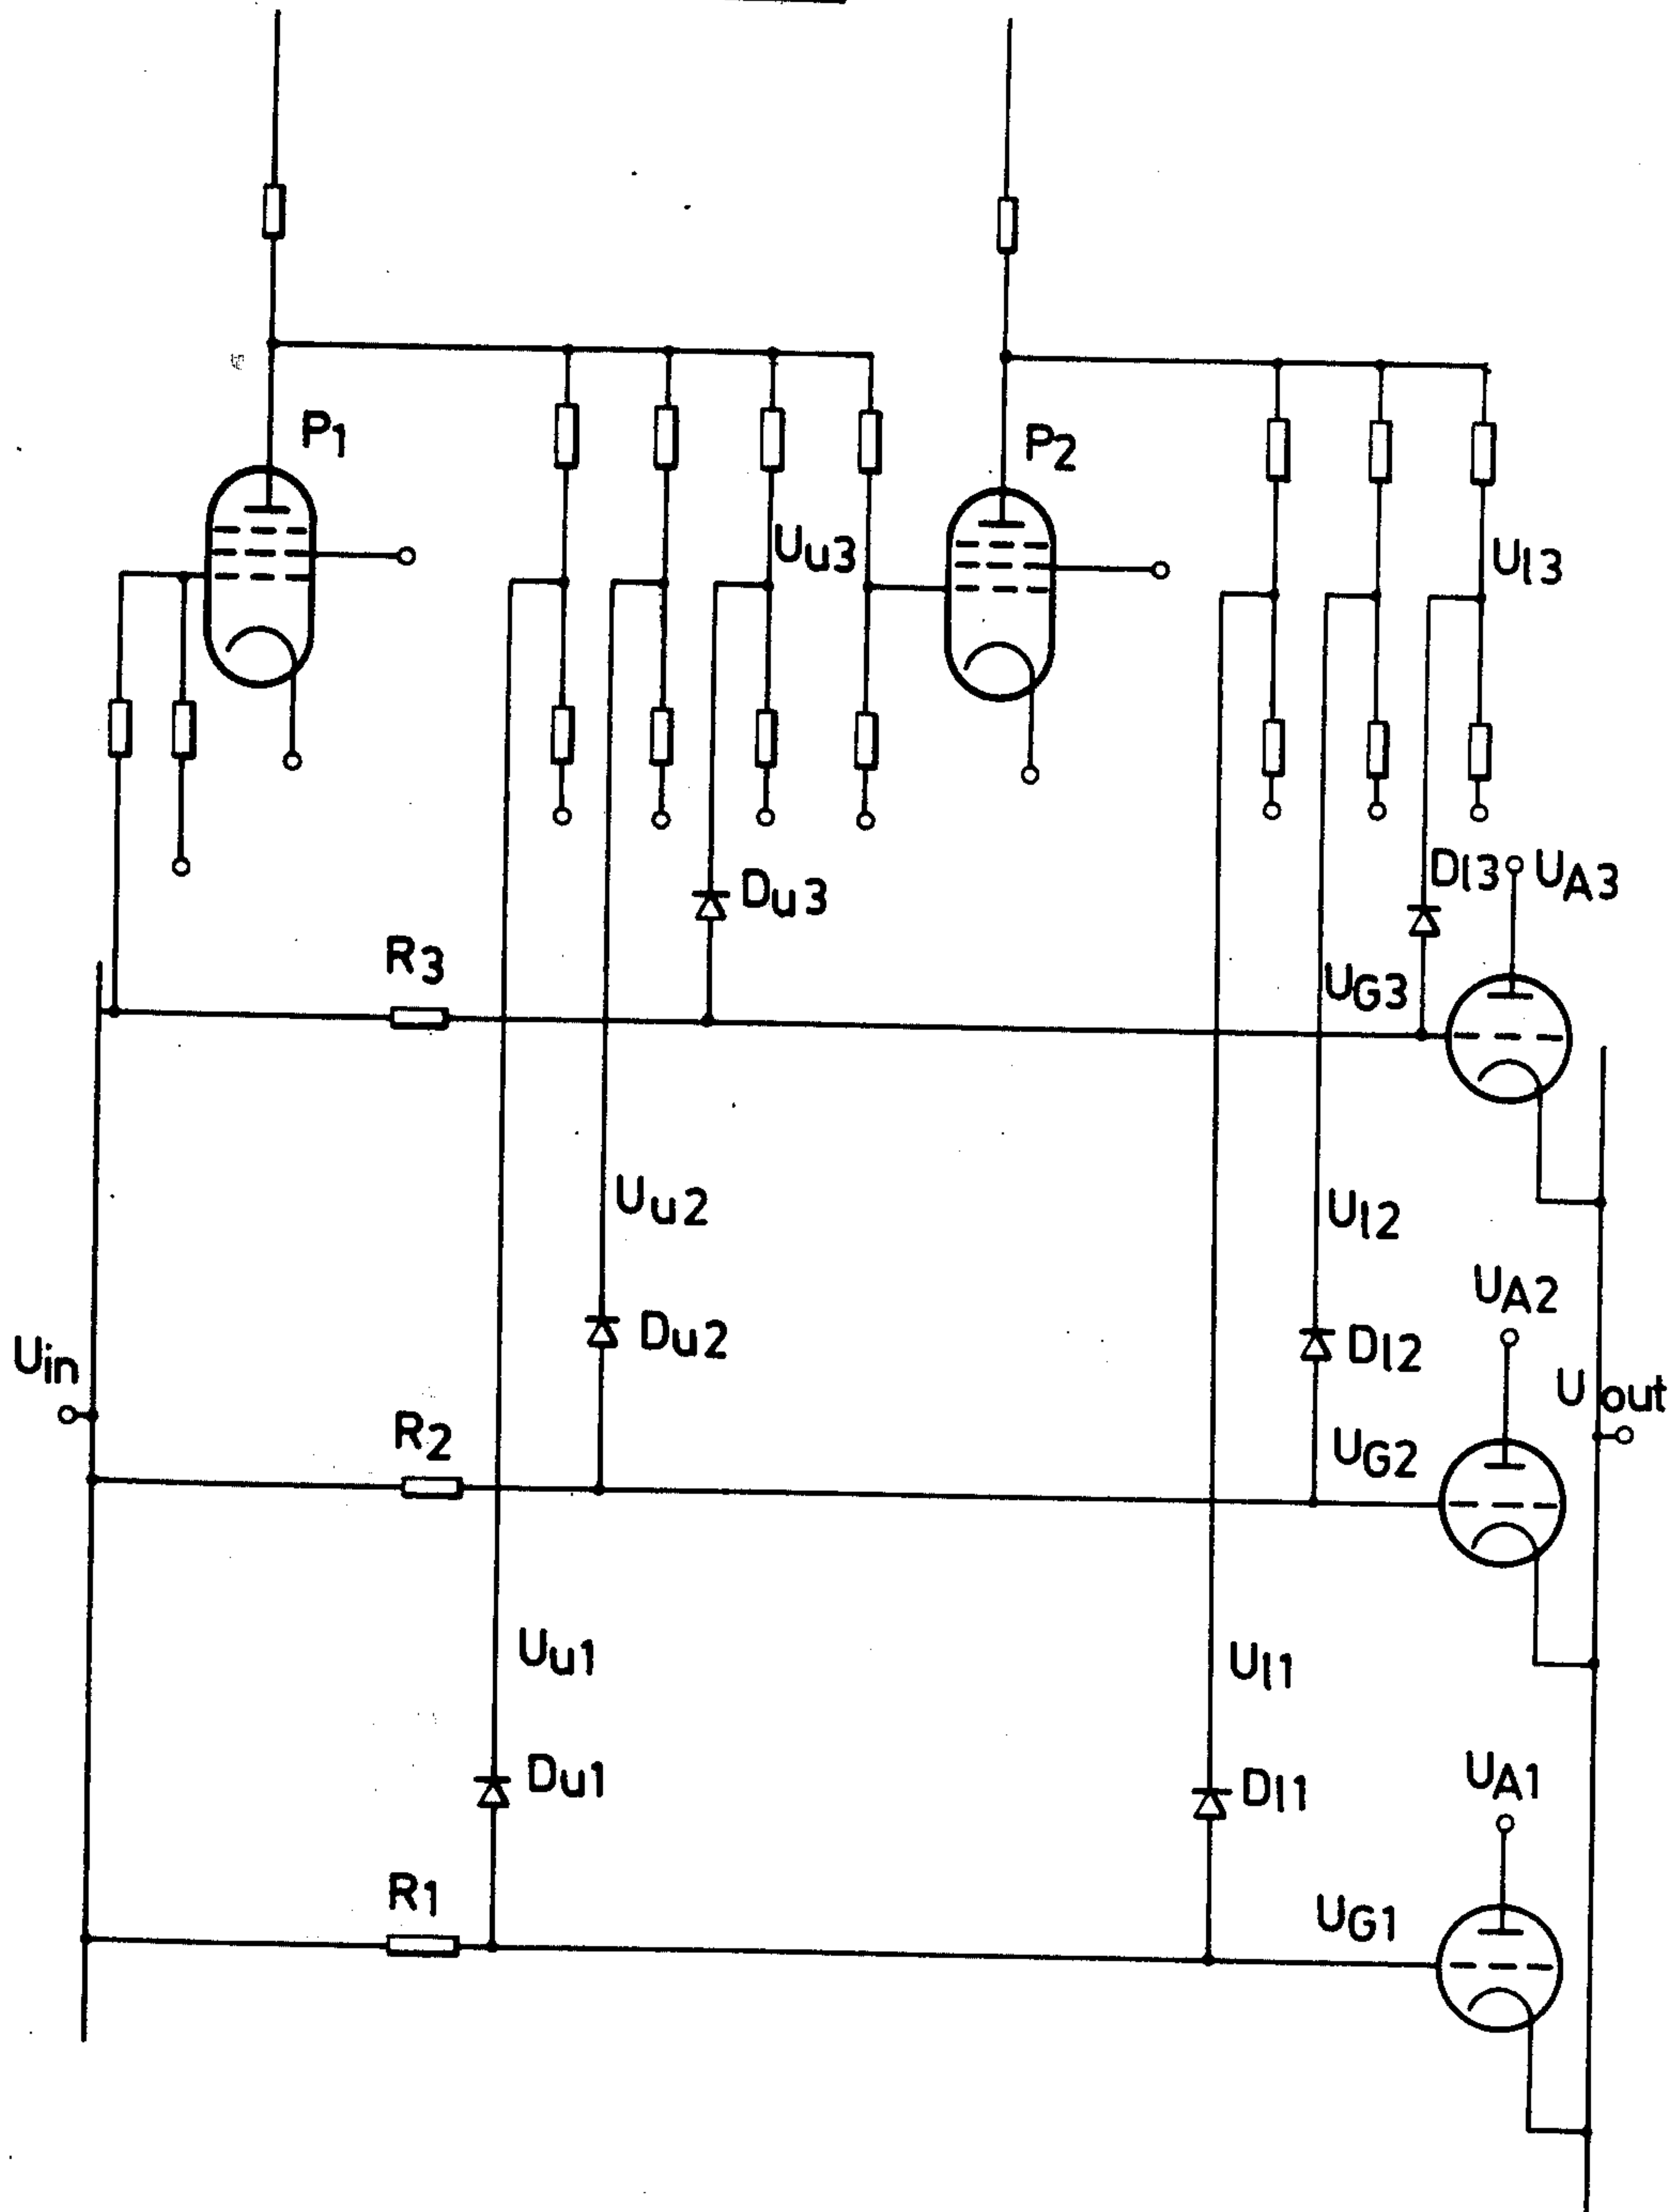 P1
P2
Uu3
Ul3
Du3
Dl3
UA3
R3
UG3
Uu2
Ul2
UA2
Uin
Du2
Dl2
U out
R2
UG2
Uu1
Ul1
Du1
Dl1
UA1
R1
UG1